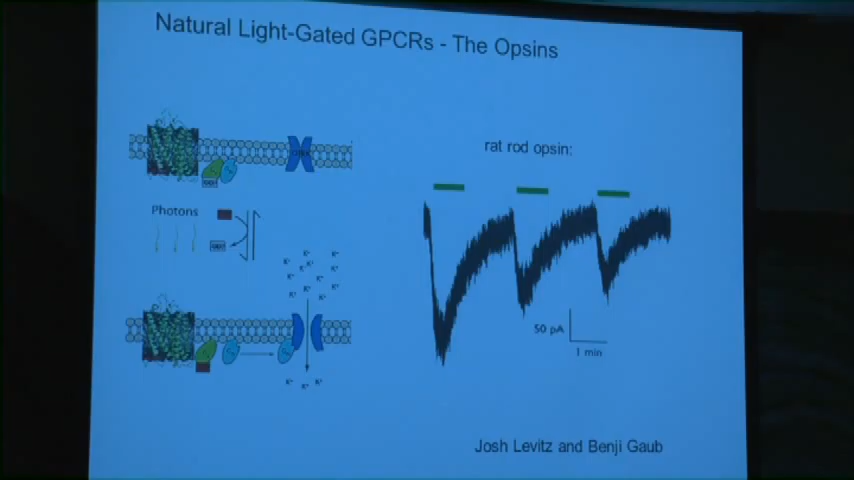 Natural Light-Gated GPCRs - The Opsins
rat rod opsin:
Photons
GDP
K+ K+
K+ K+ K+ K+
K+ K+ K+
K+ K+ K+
K+ K+
50 pA
1 min
K+ K+ K+
Josh Levitz and Benji Gaub